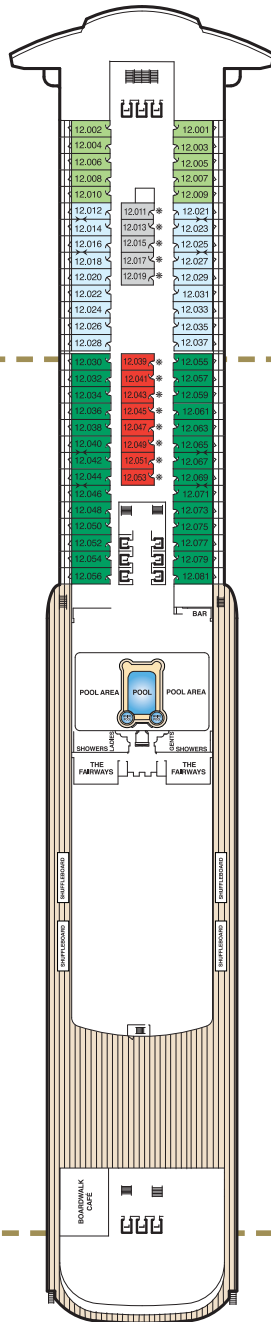 12.002 12.001
12.004 12.003
12.006 12.005
12.008 12.007
12.010 12.009
12.012 12.011 12.021
12.014 12.013 12.023
12.016 12.015 12.025
12.018 12.017 12.027
12.020 12.019 12.029
12.022 12.031
12.024 12.033
12.026 12.035
12.028 12.037
12.030 12.039 12.055
12.032 12.041 12.057
12.034 12.043 12.059
12.036 12.045 12.061
12.038 12.047 12.063
12.040 12.049 12.065
12.042 12.051 12.067
12.044 12.053 12.069
12.046 12.071
12.048 12.073
12.050 12.075
12.052 12.077
12.054 12.079
12.056 12.061
BAR
POOL AREA POOL POOL AREA
LADIES GENTS
SHOWERS SHOWERS
THE THE
FAIRWAYS FAIRWAYS
SHUFFLEBOARD SHUFFLEBOARD
SHUFFLEBOARD SHUFFLEBOARD
BOARDWALK
CAFÉ